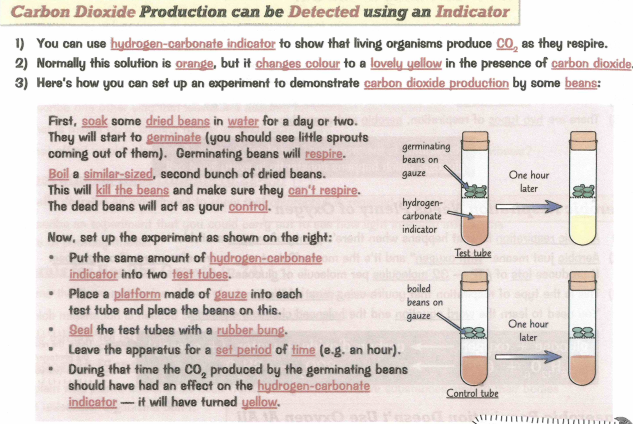 Carbon Dioxide Production can be Detected using an Indicator
1) You can use hydrogen-carbonate indicator to show that living organisms produce CO₂ as they respire.
2) Normally this solution is orange, but it changes colour to a lovely yellow in the presence of carbon dioxide.
3) Here's how you can set up an experiment to demonstrate carbon dioxide production by some beans:
First, soak some dried beans in water for a day or two.
They will start to germinate (you should see little sprouts
coming out of them). Germinating beans will respire.
Boil a similar-sized, second bunch of dried beans.
This will kill the beans and make sure they can't respire.
The dead beans will act as your control.
Now, set up the experiment as shown on the right:
• Put the same amount of hydrogen-carbonate
indicator into two test tubes.
• Place a platform made of gauze into each
test tube and place the beans on this.
• Seal the test tubes with a rubber bung.
• Leave the apparatus for a set period of time (e.g. an hour).
• During that time the CO₂ produced by the germinating beans
should have had an effect on the hydrogen-carbonate
indicator — it will have turned yellow.
germinating
beans on
gauze
hydrogen-
carbonate
indicator
One hour
later
Test tube
boiled
beans on
gauze
One hour
later
Control tube